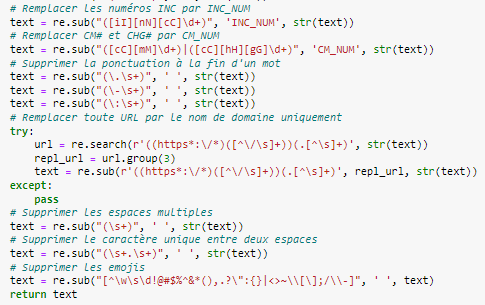 # Remplacer les numéros INC par INC_NUM
text = re.sub("([iI][nN][cC]\d+)", 'INC_NUM', str(text))
# Remplacer CM# et CHG# par CM_NUM
text = re.sub("([cC][mM]\d+)|([cC][hH][gG]\d+)", 'CM_NUM', str(text))
# Supprimer la ponctuation à la fin d'un mot
text = re.sub("(\.\s+)", ' ', str(text))
text = re.sub("(\-\s+)", ' ', str(text))
text = re.sub("(\:\s+)", ' ', str(text))
# Remplacer toute URL par le nom de domaine uniquement
try:
    url = re.search(r'((https*:\/*)([^\/\s]+))(.[^\s]+)', str(text))
    repl_url = url.group(3)
    text = re.sub(r'((https*:\/*)([^\/\s]+))(.[^\s]+)', repl_url, str(text))
except:
    pass
# Supprimer les espaces multiples
text = re.sub("(\s+)", ' ', str(text))
# Supprimer le caractère unique entre deux espaces
text = re.sub("(\s+.\s+)", ' ', str(text))
# Supprimer les emojis
text = re.sub("[^\w\s\d!@#$%^&*(),.?\":{}|<>~\\[\];/\\-]", ' ', text)
return text